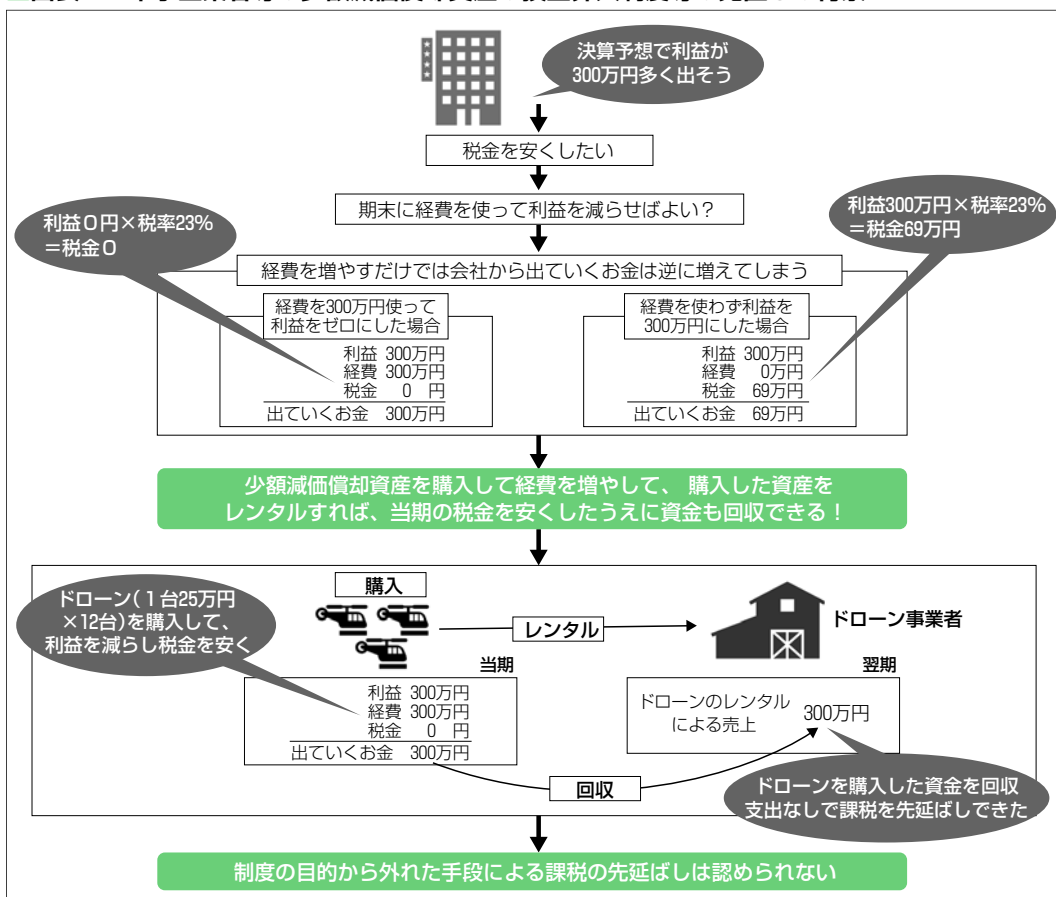 決算予想で利益が
300万円多く出そう
税金を安くしたい
期末に経費を使って利益を減らせばよい？
利益０円×税率23%
＝税金０
利益300万円×税率23%
＝税金69万円
経費を増やすだけでは会社から出ていくお金は逆に増えてしまう
経費を300万円使って
利益をゼロにした場合
利益 300万円
経費 300万円
税金 0 円
出ていくお金 300万円
経費を使わず利益を
300万円にした場合
利益 300万円
経費 0万円
税金 69万円
出ていくお金 69万円
少額減価償却資産を購入して経費を増やして、 購入した資産を
レンタルすれば、当期の税金を安くしたうえに資金も回収できる！
購入
ドローン（１台25万円
×12台）を購入して、
利益を減らし税金を安く
レンタル
ドローン事業者
当期
利益 300万円
経費 300万円
税金 0 円
出ていくお金 300万円
翌期
ドローンのレンタル
による売上
300万円
回収
ドローンを購入した資金を回収
支出なしで課税を先延ばしできた
制度の目的から外れた手段による課税の先延ばしは認められない